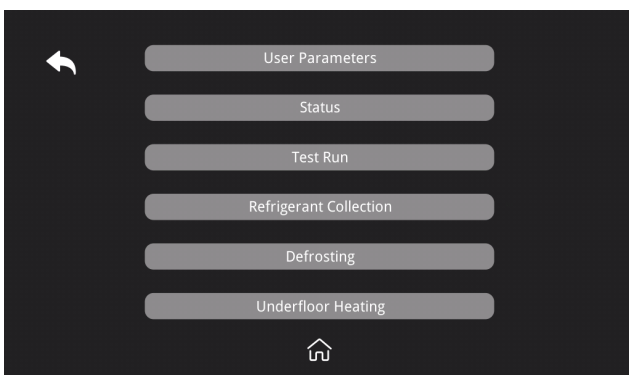 User Parameters
Status
Test Run
Refrigerant Collection
Defrosting
Underfloor Heating